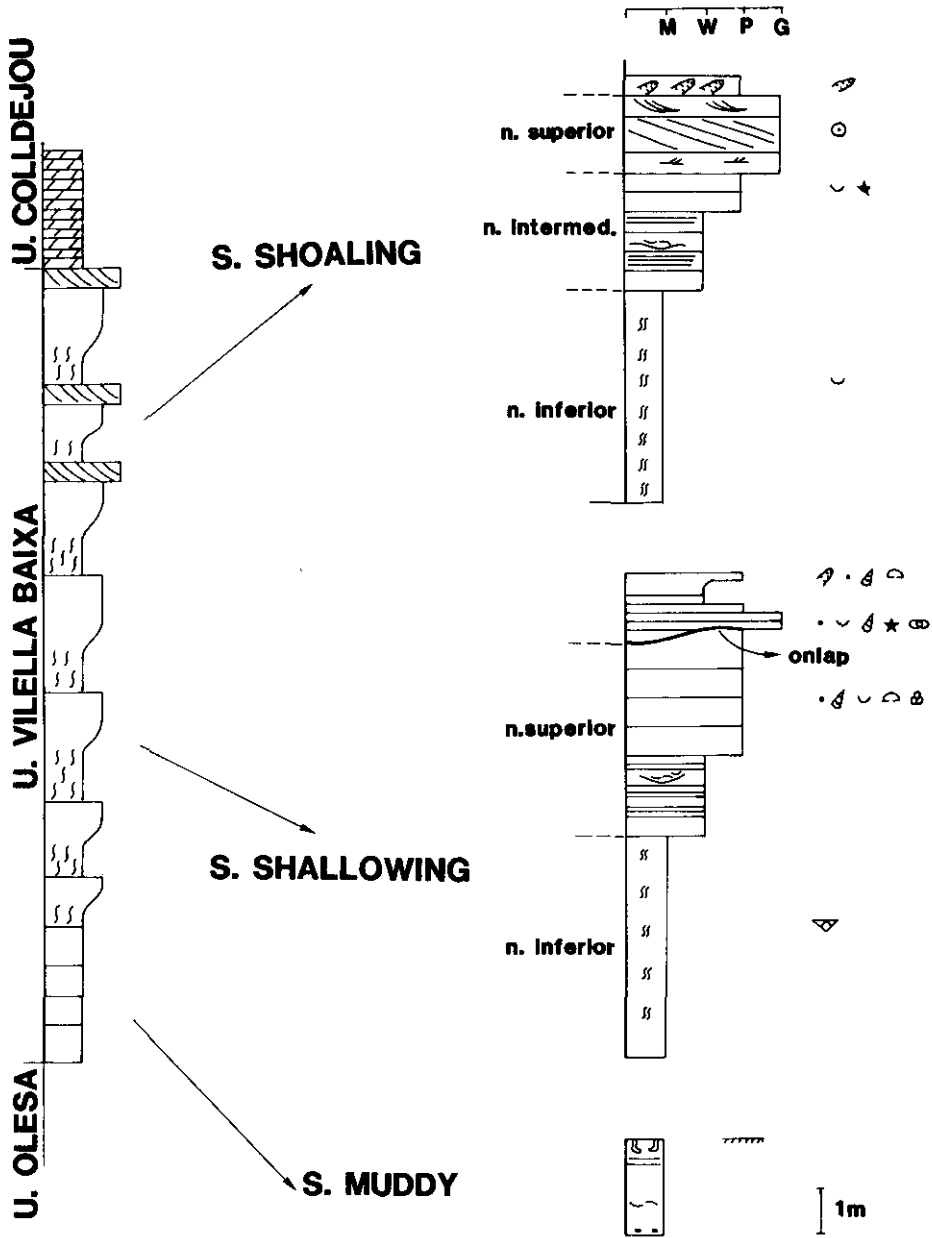 M W P G
U. COLLDEJOU
U. VILELLA BAIXA
U. OLESA
S. SHOALING
S. SHALLOWING
S. MUDDY
n. superior
n. intermed.
n. inferior
onlap
n.superior
n. inferior
1m